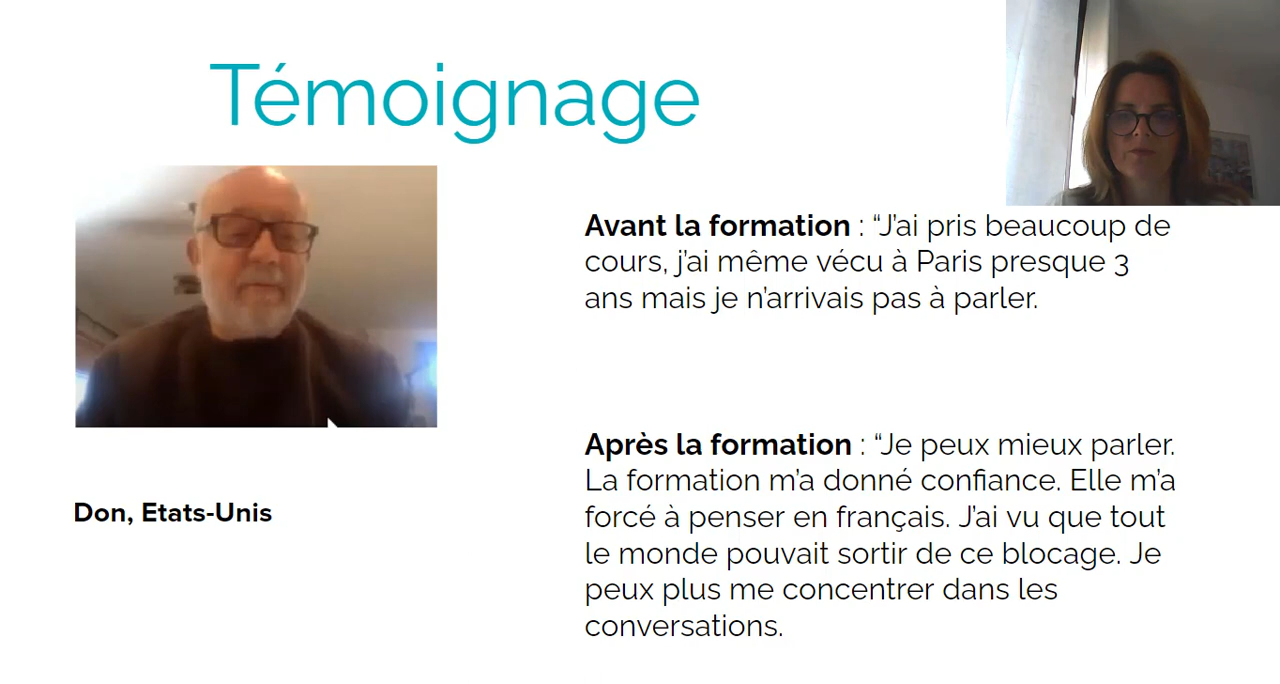 Témoignage
Avant la formation : “J’ai pris beaucoup de
cours, j’ai même vécu à Paris presque 3
ans mais je n’arrivais pas à parler.
Après la formation : “Je peux mieux parler.
La formation m’a donné confiance. Elle m’a
forcé à penser en français. J’ai vu que tout
le monde pouvait sortir de ce blocage. Je
peux plus me concentrer dans les
conversations.
Don, Etats-Unis